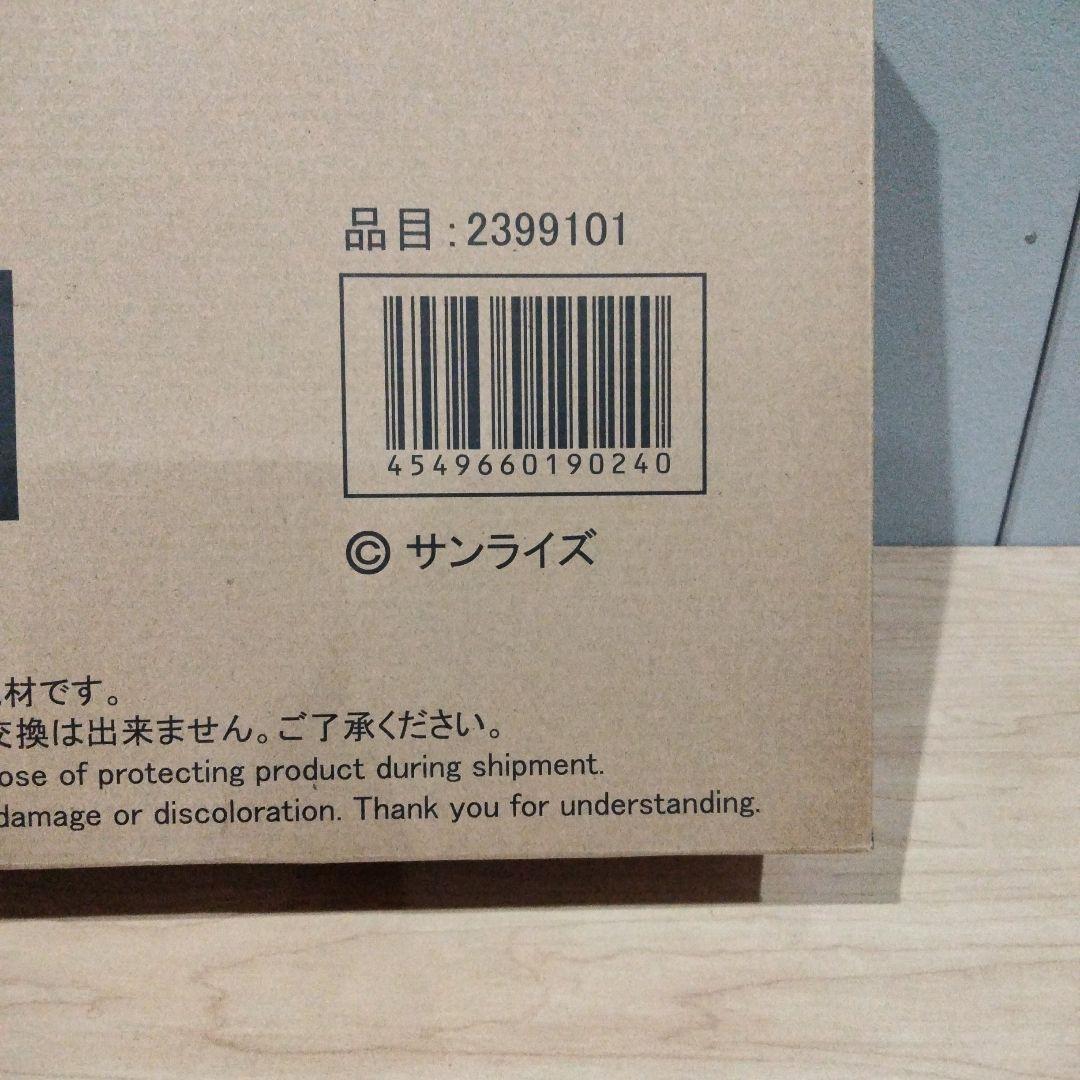 品目:2399101
4549660190240
© サンライズ
材です。
交換は出来ません。ご了承ください。
ose of protecting product during shipment.
damage or discoloration. Thank you for understanding.